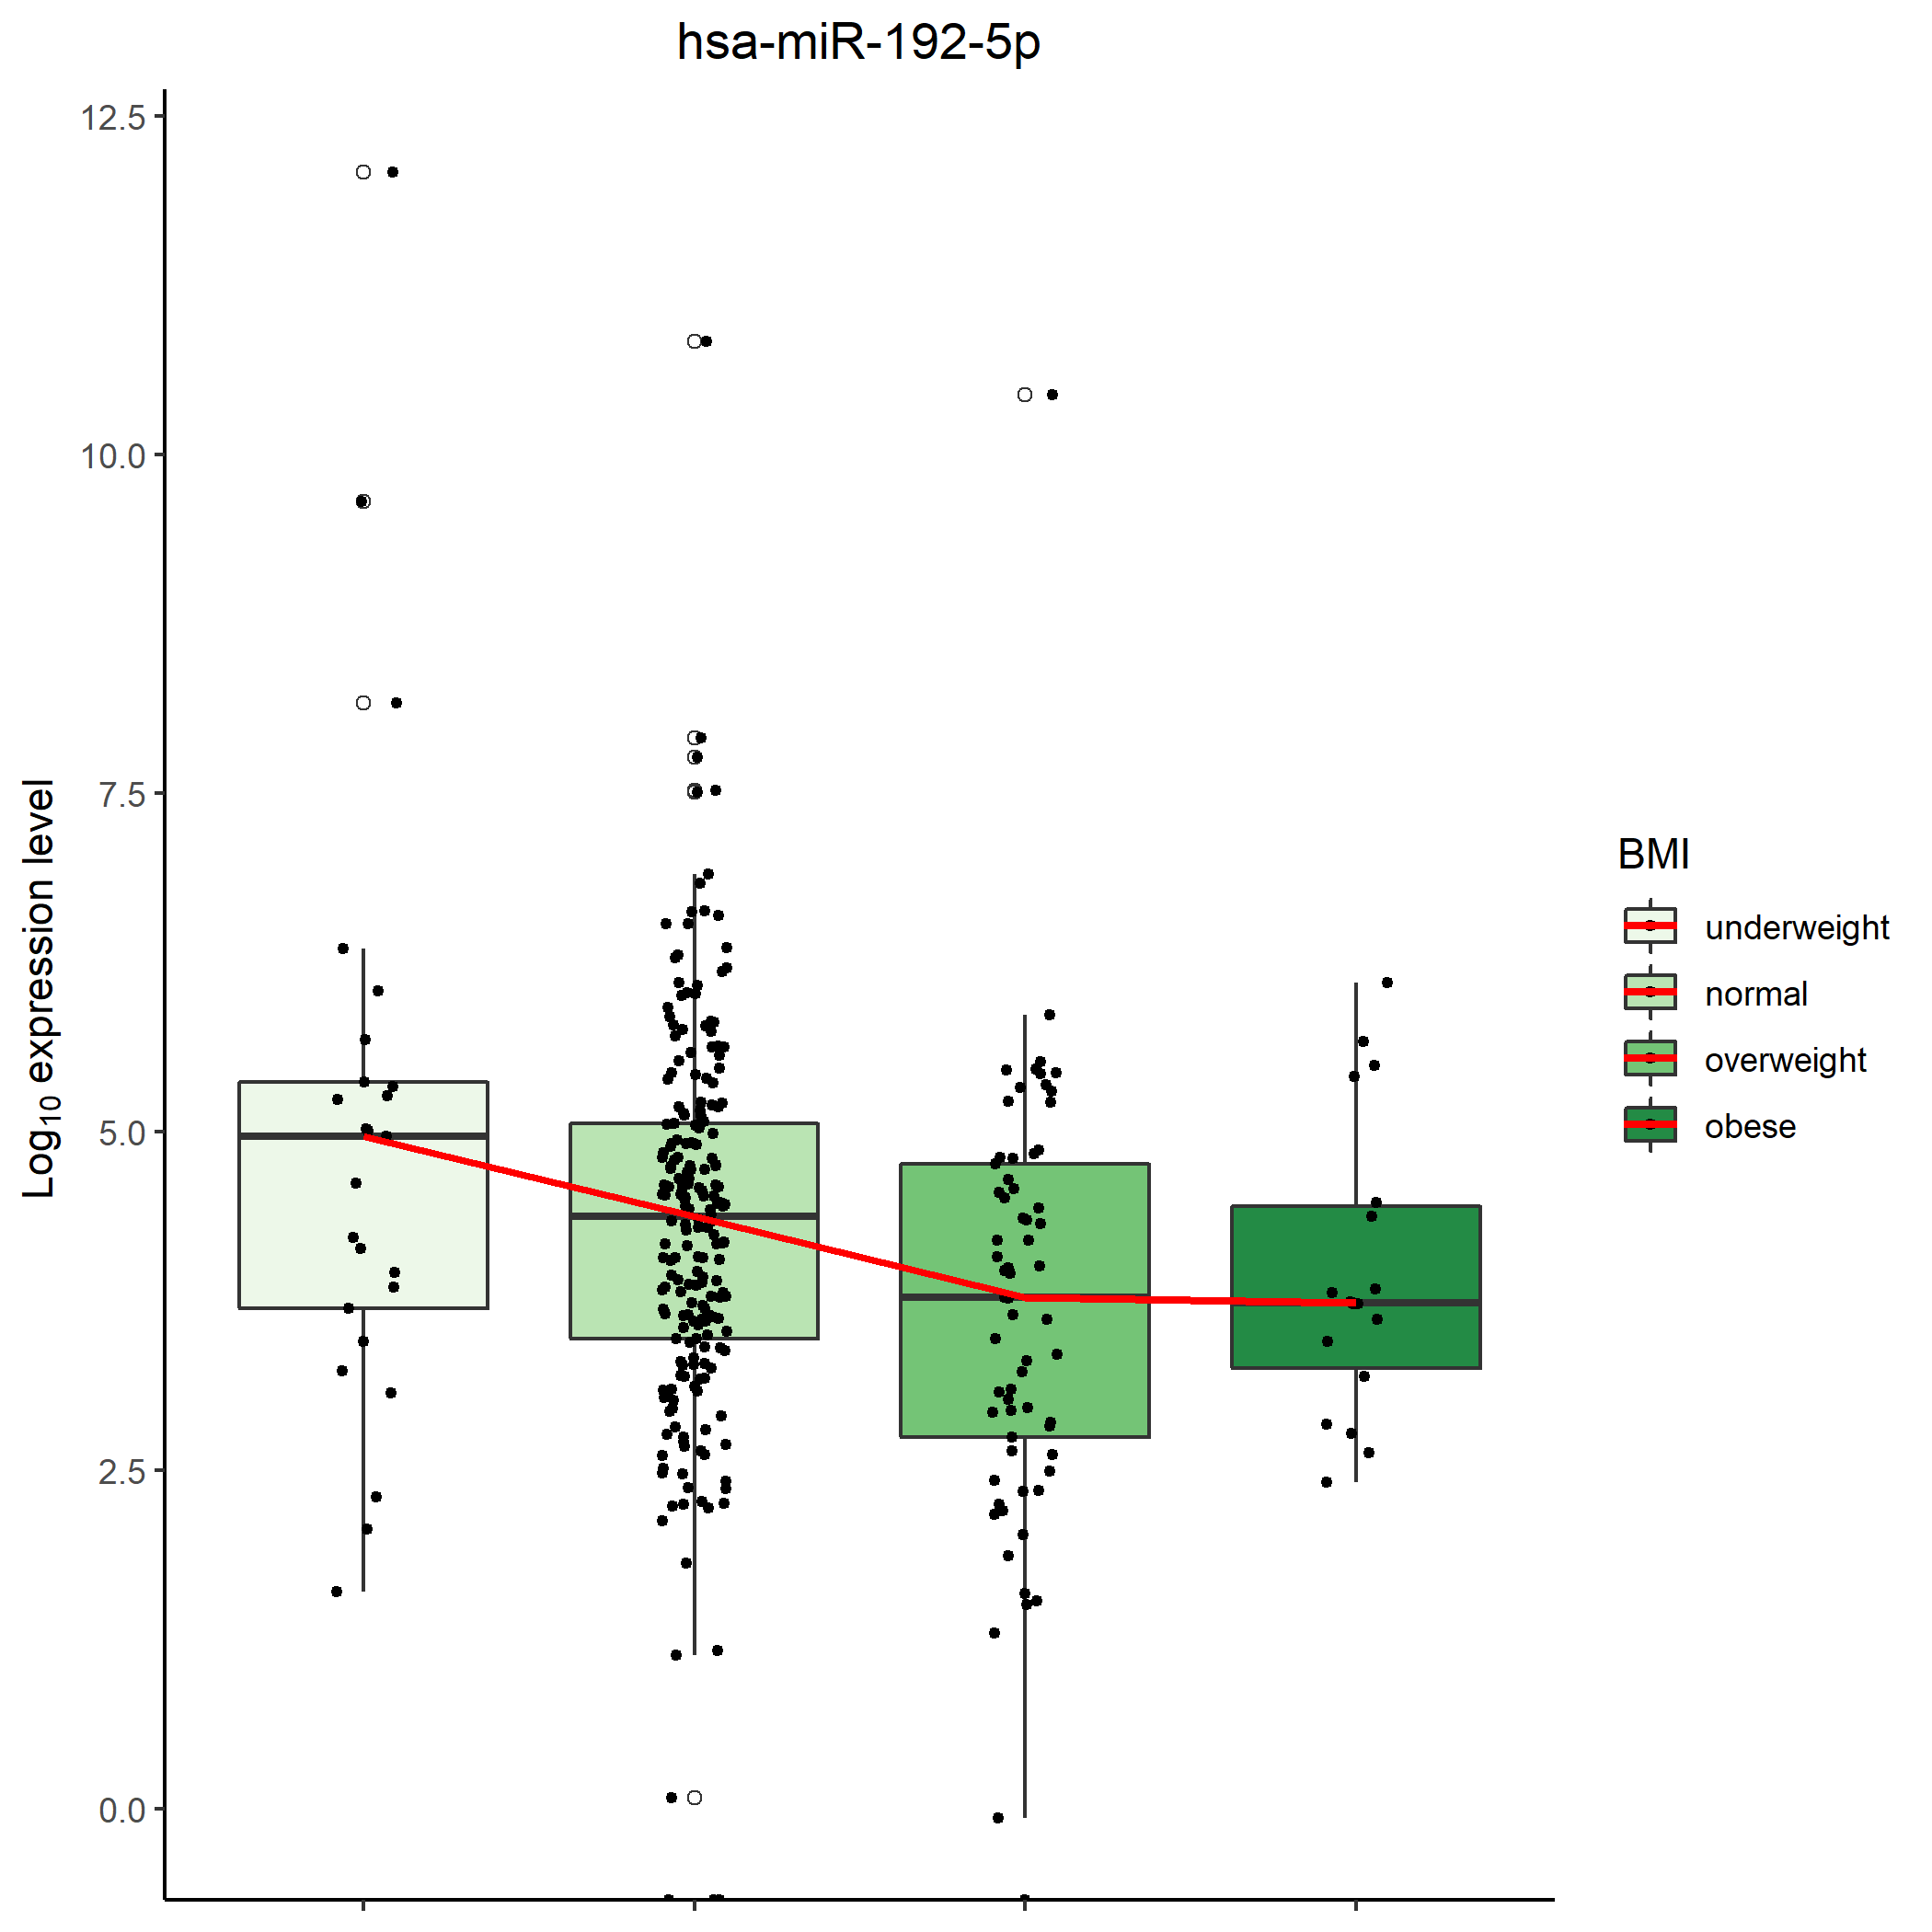 hsa-miR-192-5p
12.5
10.0
7.5
5.0
2.5
0.0
Log₁₀ expression level
BMI
underweight
normal
overweight
obese